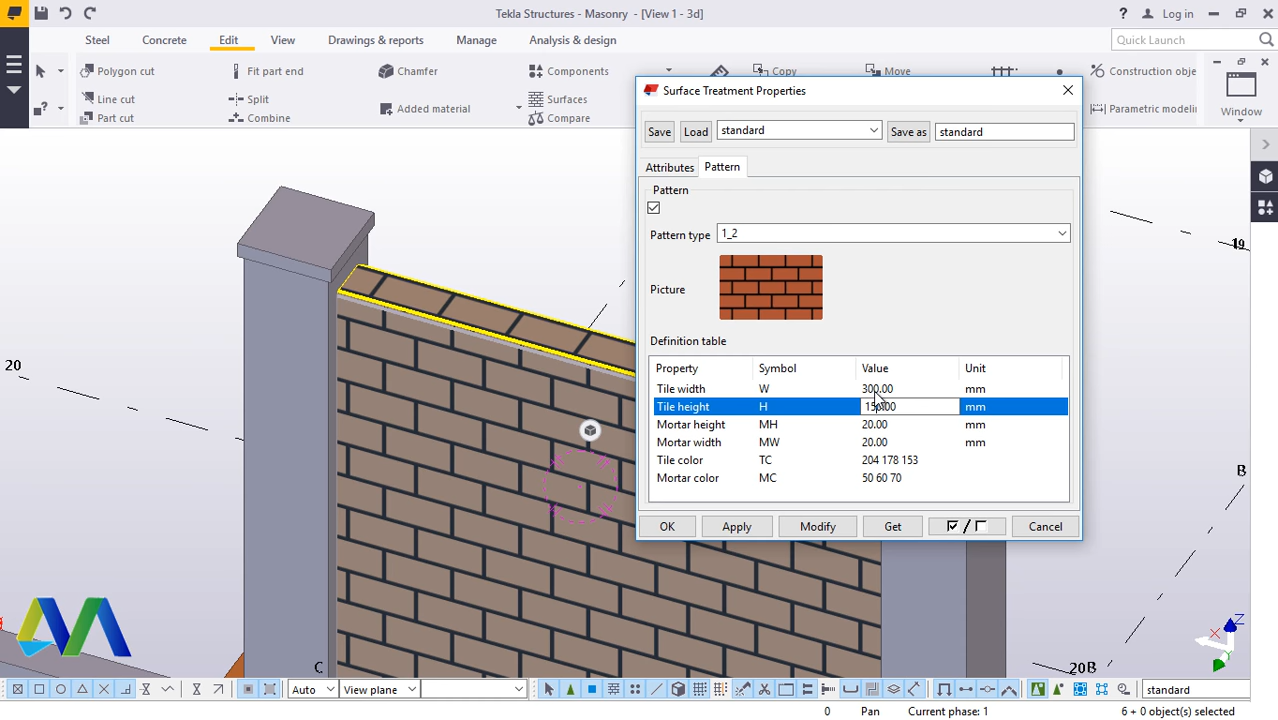 Tekla Structures - Masonry - [View 1 - 3d]
? Log in
Steel Concrete Edit View Drawings & reports Manage Analysis & design
Quick Launch
Polygon cut Fit part end Chamfer Components Copy Move Construction obje
Line cut Split Added material Surfaces Parametric modelin
Part cut Combine Compare Window
Surface Treatment Properties
Save Load standard Save as standard
Attributes Pattern
Pattern
Pattern type 1_2
Picture
Definition table
Property Symbol Value Unit
Tile width W 300.00 mm
Tile height H mm
Mortar height MH 20.00 mm
Mortar width MW 20.00 mm
Tile color TC 204 178 153
Mortar color MC 50 60 70
OK Apply Modify Get / Cancel
19
20
B
C
20B
Z
X
Auto View plane standard
0 Pan Current phase: 1 6 + 0 object(s) selected